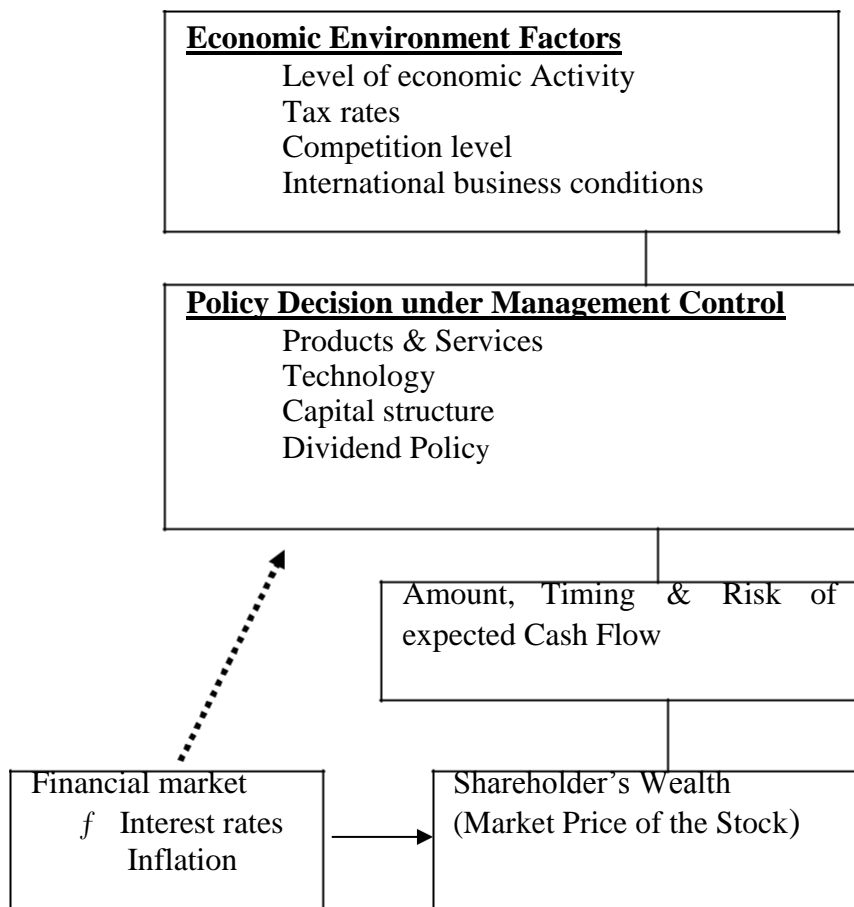 Economic Environment Factors
Level of economic Activity
Tax rates
Competition level
International business conditions
Policy Decision under Management Control
Products & Services
Technology
Capital structure
Dividend Policy
Amount, Timing & Risk of
expected Cash Flow
Financial market
ƒ Interest rates
Inflation
Shareholder’s Wealth
(Market Price of the Stock)